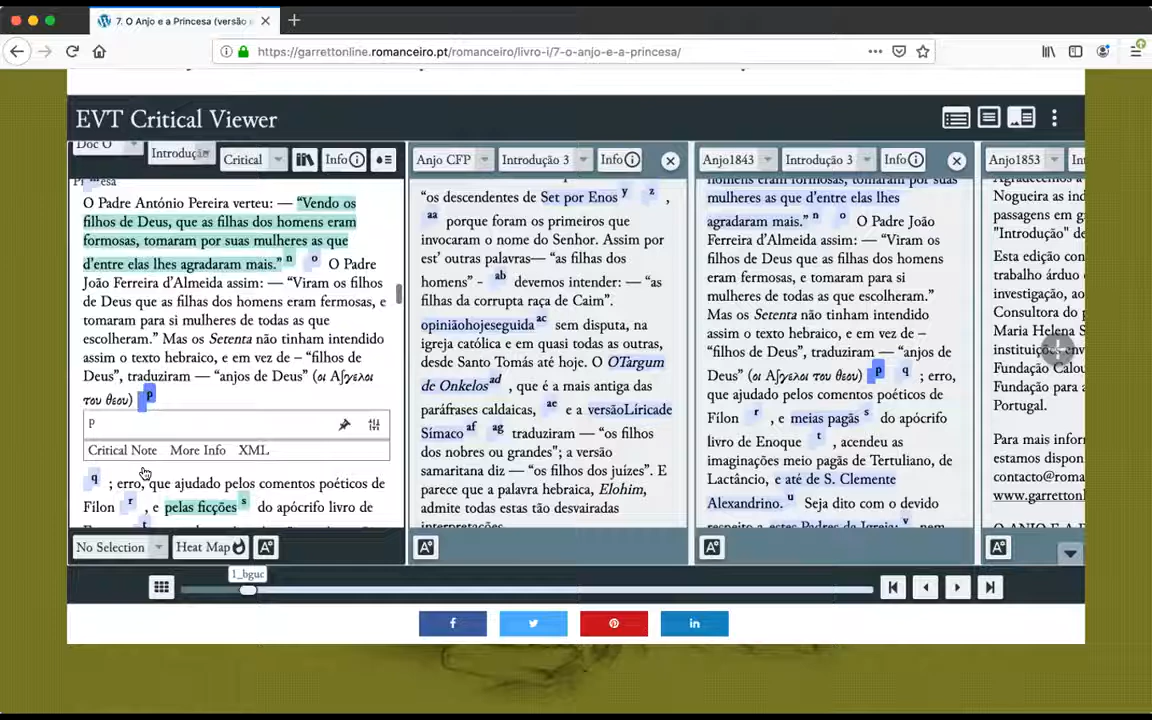 7. O Anjo e a Princesa (versão e
https://garrettonline.romanceiro.pt/romanceiro/livro-i/7-o-anjo-e-a-princesa/
EVT Critical Viewer
Doc O
Introdução
Critical
Info
O Padre António Pereira verteu: — “Vendo os
filhos de Deus, que as filhas dos homens eram
formosas, tomaram por suas mulheres as que
d’entre elas lhes agradaram mais.” n o O Padre
João Ferreira d’Almeida assim: — “Viram os filhos
de Deus que as filhas dos homens eram fermosas, e
tomaram para si mulheres de todas as que
escolheram.” Mas os Setenta não tinham intendido
assim o texto hebraico, e em vez de – “filhos de
Deus”, traduziram — “anjos de Deus” (οι Αʃγελοι
του θεου) p
p
Critical Note More Info XML
q ; erro, que ajudado pelos comentos poéticos de
Fílon r , e pelas ficções s do apócrifo livro de
t
No Selection
Heat Map
Anjo CFP
Introdução 3
Info
“os descendentes de Set por Enos y z ,
aa porque foram os primeiros que
invocaram o nome do Senhor. Assim por
est’ outras palavras— “as filhas dos
homens” - ab devemos intender: — “as
filhas da corrupta raça de Caim”.
opiniãohojeseguida ac sem disputa, na
igreja católica e em quasi todas as outras,
desde Santo Tomás até hoje. O OTargum
de Onkelos ad , que é a mais antiga das
paráfrases caldaicas, ae e a versãoLíricade
Símaco af ag traduziram — “os filhos
dos nobres ou grandes”; a versão
samaritana diz — “os filhos dos juízes”. E
parece que a palavra hebraica, Elohim,
admite todas estas tão desvairadas
interpretações.
Anjo1843
Introdução 3
Info
homens eram formosas, tomaram por suas
mulheres as que d’entre elas lhes
agradaram mais.” n o O Padre João
Ferreira d’Almeida assim: — “Viram os
filhos de Deus que as filhas dos homens
eram fermosas, e tomaram para si
mulheres de todas as que escolheram.”
Mas os Setenta não tinham intendido
assim o texto hebraico, e em vez de –
“filhos de Deus”, traduziram — “anjos de
Deus” (οι Αʃγελοι του θεου) p q ; erro,
que ajudado pelos comentos poéticos de
Fílon r , e meias pagãs s do apócrifo
livro de Enoque t , acendeu as
imaginações meio pagãs de Tertuliano, de
Lactâncio, e até de S. Clemente
Alexandrino. u Seja dito com o devido
respeito a estes Padres da Igreja: v nem
Anjo1853
Nogueira as ind
passagens em g
"Introdução" de
Esta edição con
trabalho árduo
investigação, ao
Consultora do p
Maria Helena S
instituições env
Fundação Calou
Fundação para a
Portugal.
Para mais infor
estamos dispon
contacto@roma
www.garrettonl
1_bguc